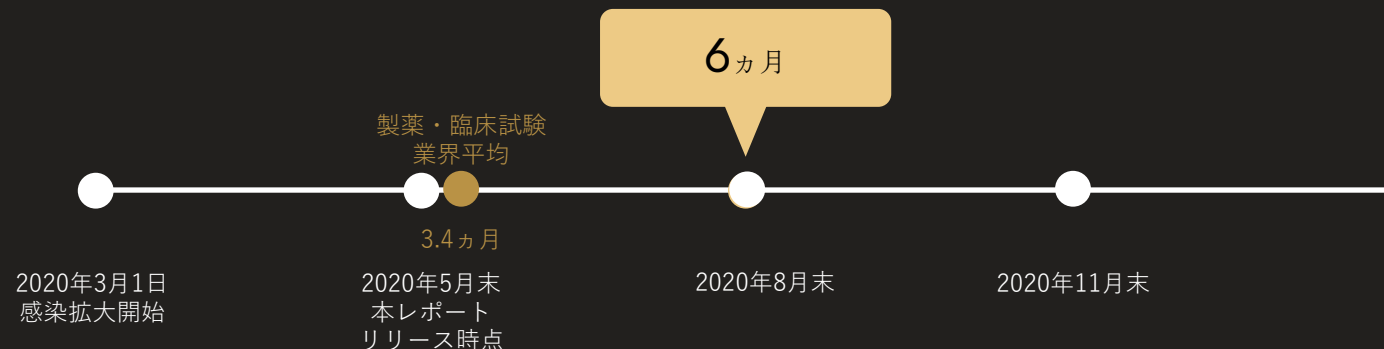 6ヵ月
製薬・臨床試験
業界平均
3.4ヵ月
2020年3月1日
感染拡大開始
2020年5月末
本レポート
リリース時点
2020年8月末
2020年11月末